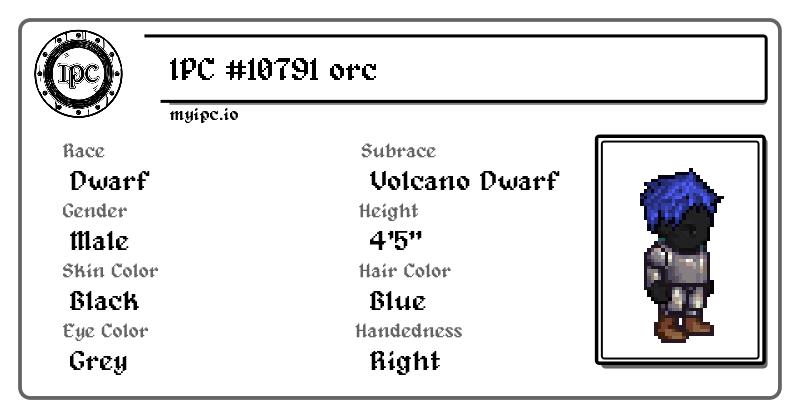 IPC
IPC #10791 orc
myipc.io
Race
Dwarf
Subrace
Volcano Dwarf
Gender
Male
Height
4'5"
Skin Color
Black
Hair Color
Blue
Eye Color
Grey
Handedness
Right